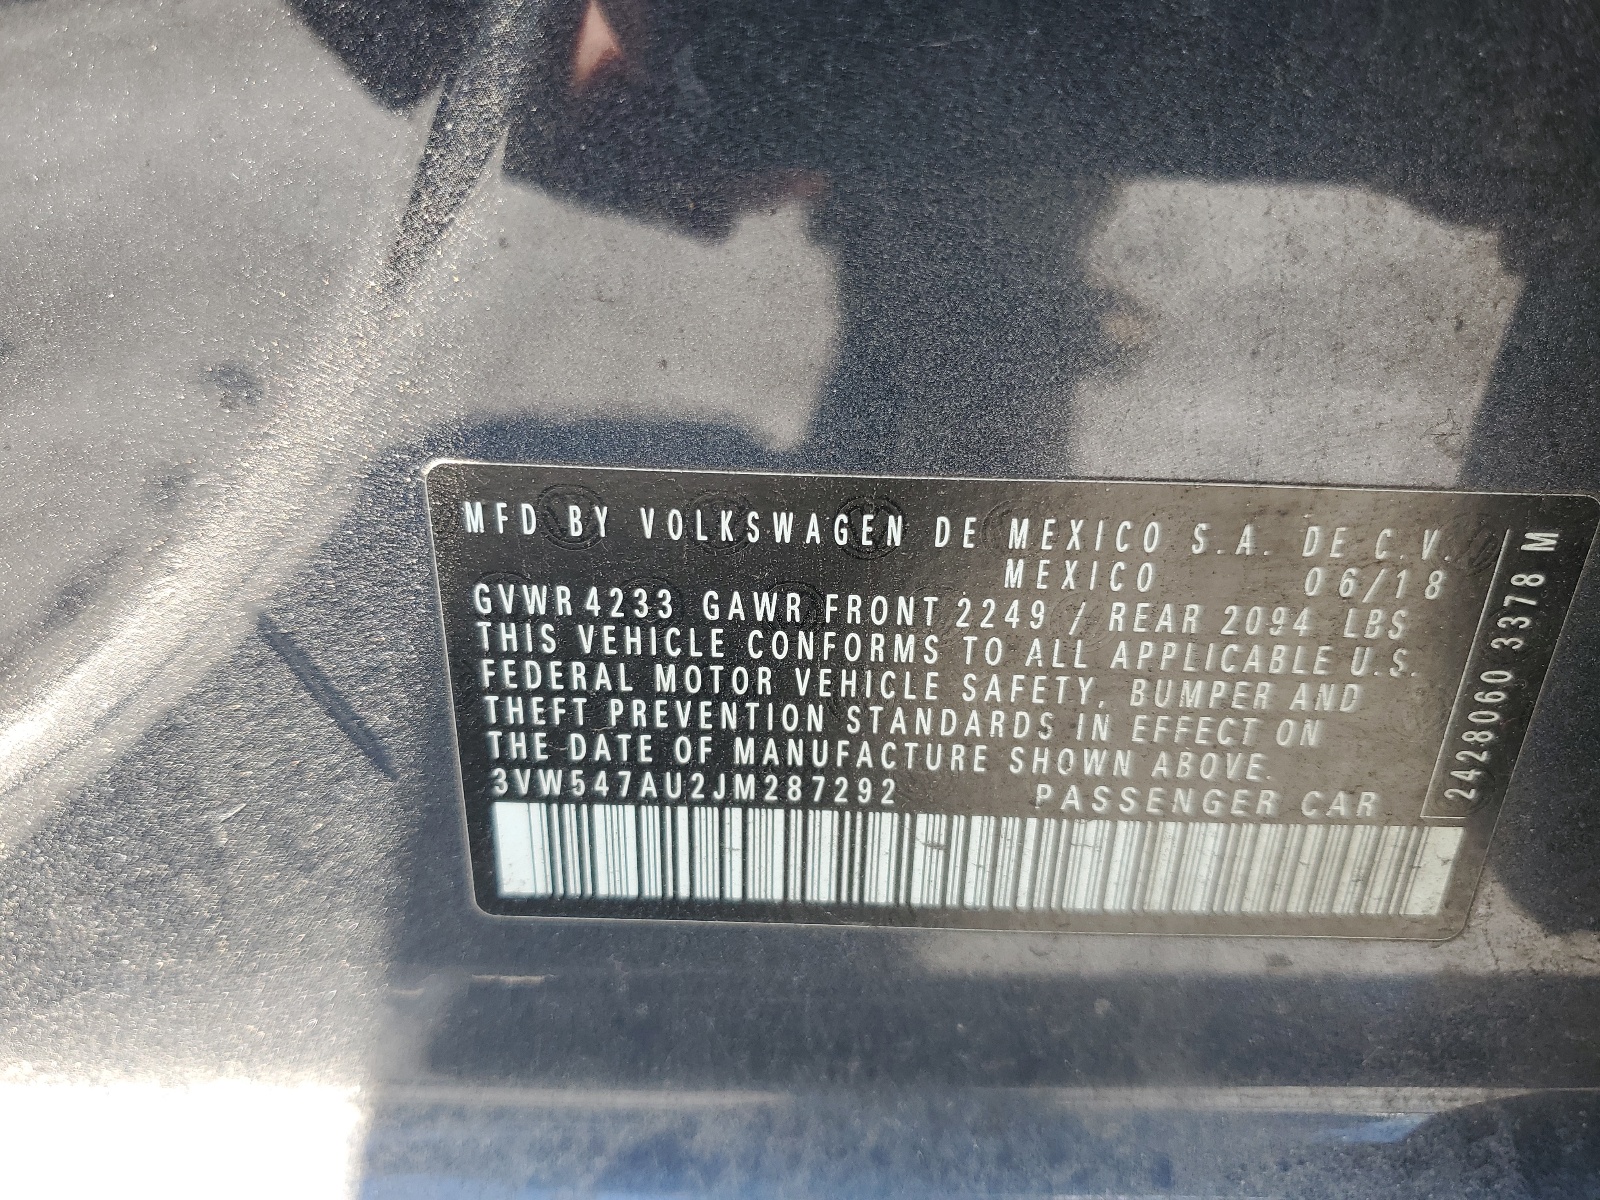 MFD BY VOLKSWAGEN DE MEXICO S.A. DE C.V.
MEXICO 06/18
GVWR 4233 GAWR FRONT 2249 / REAR 2094 LBS
THIS VEHICLE CONFORMS TO ALL APPLICABLE U.S.
FEDERAL MOTOR VEHICLE SAFETY, BUMPER AND
THEFT PREVENTION STANDARDS IN EFFECT ON
THE DATE OF MANUFACTURE SHOWN ABOVE.
3VW547AU2JM287292 PASSENGER CAR
2428060 3378 M